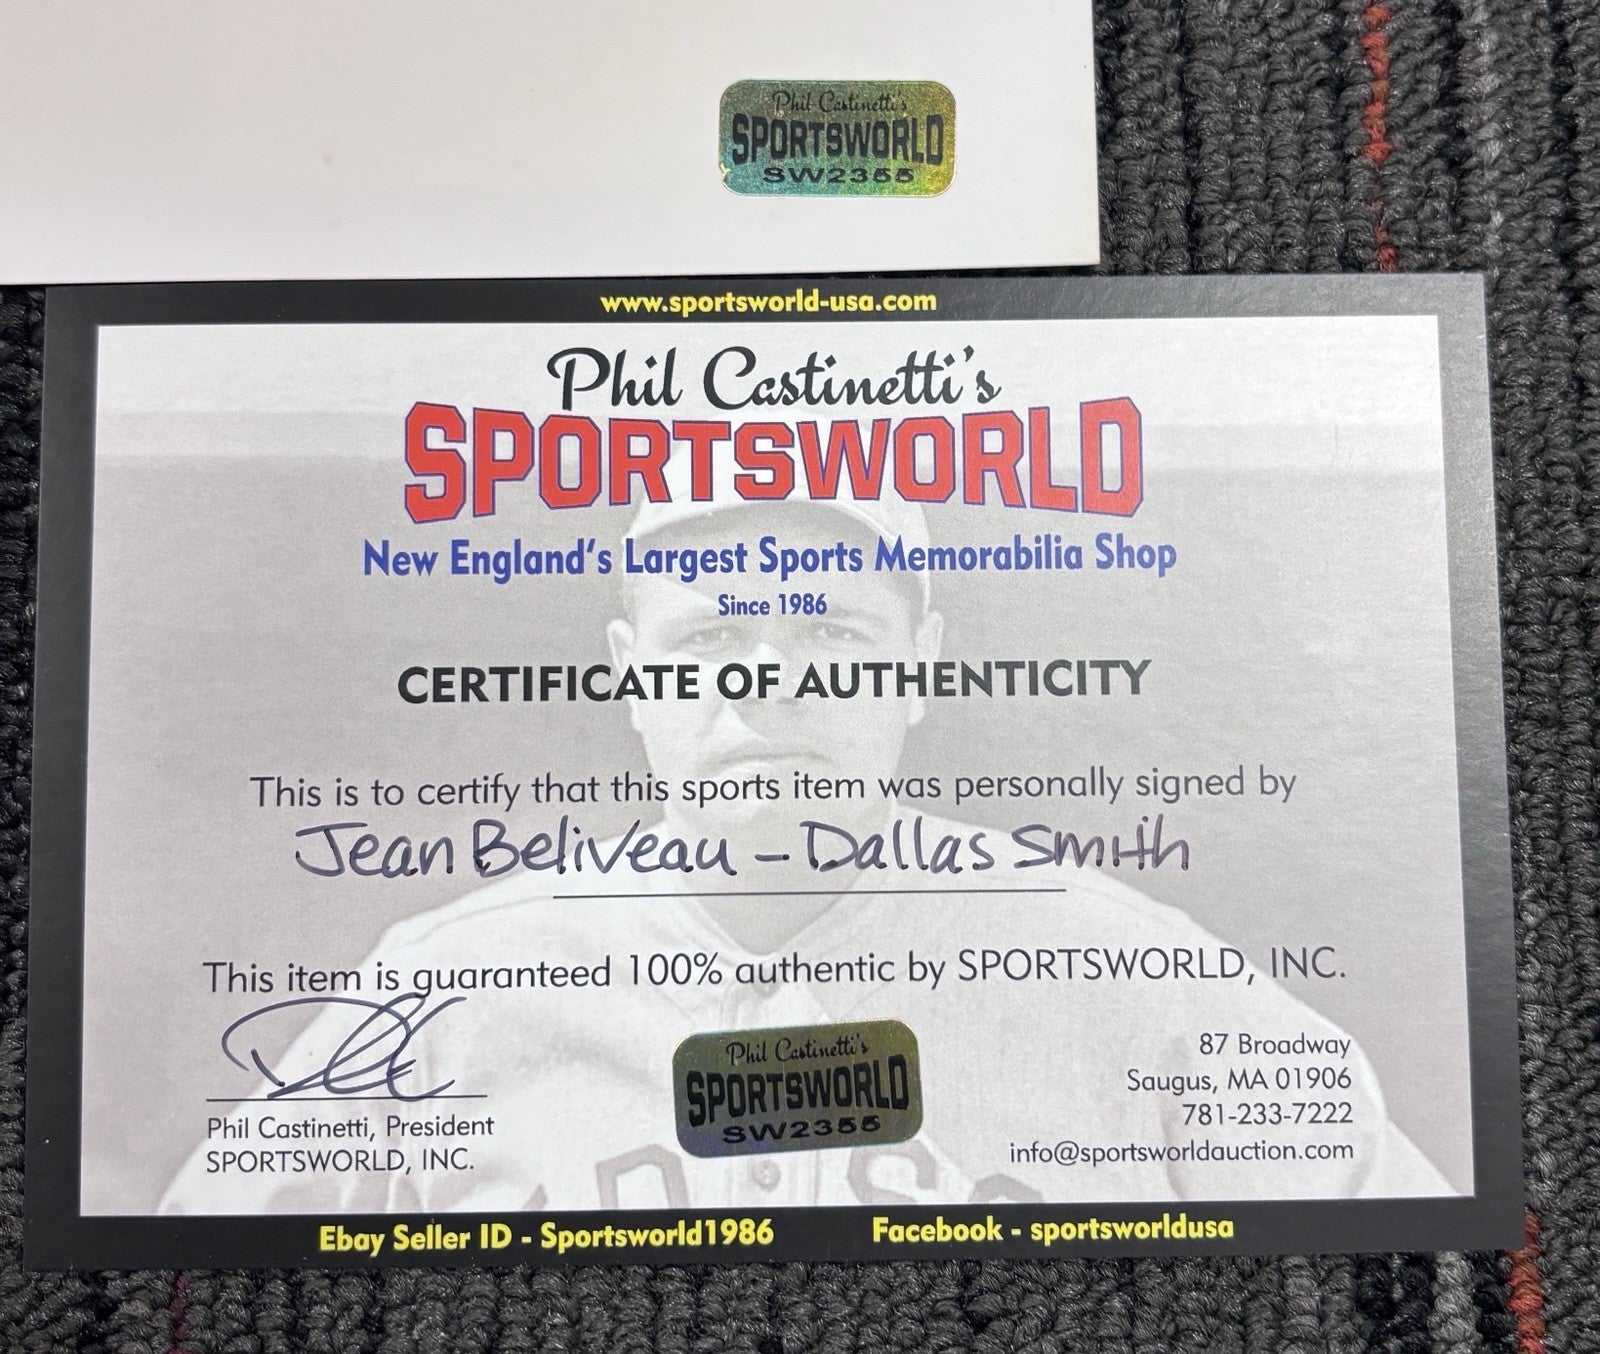 Phil Castinetti's
SPORTSWORLD
SW2355
www.sportsworld-usa.com
Phil Castinetti's
SPORTSWORLD
New England's Largest Sports Memorabilia Shop
Since 1986
CERTIFICATE OF AUTHENTICITY
This is to certify that this sports item was personally signed by
Jean Beliveau - Dallas Smith
This item is guaranteed 100% authentic by SPORTSWORLD, INC.
Phil Castinetti, President
SPORTSWORLD, INC.
Phil Castinetti's
SPORTSWORLD
SW2355
87 Broadway
Saugus, MA 01906
781-233-7222
info@sportsworldauction.com
Ebay Seller ID - Sportsworld1986
Facebook - sportsworldusa